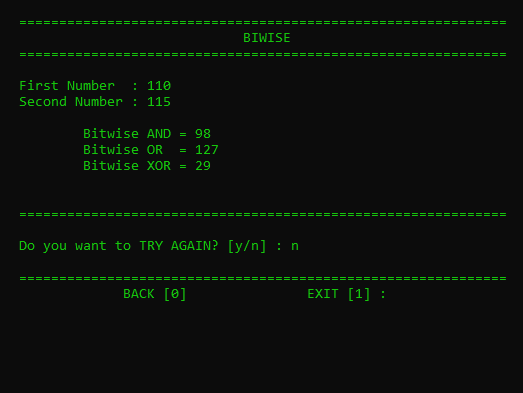 =============================================================
BIWISE
=============================================================
First Number  : 110
Second Number : 115
Bitwise AND = 98
Bitwise OR  = 127
Bitwise XOR = 29
=============================================================
Do you want to TRY AGAIN? [y/n] : n
=============================================================
BACK [0]               EXIT [1] :